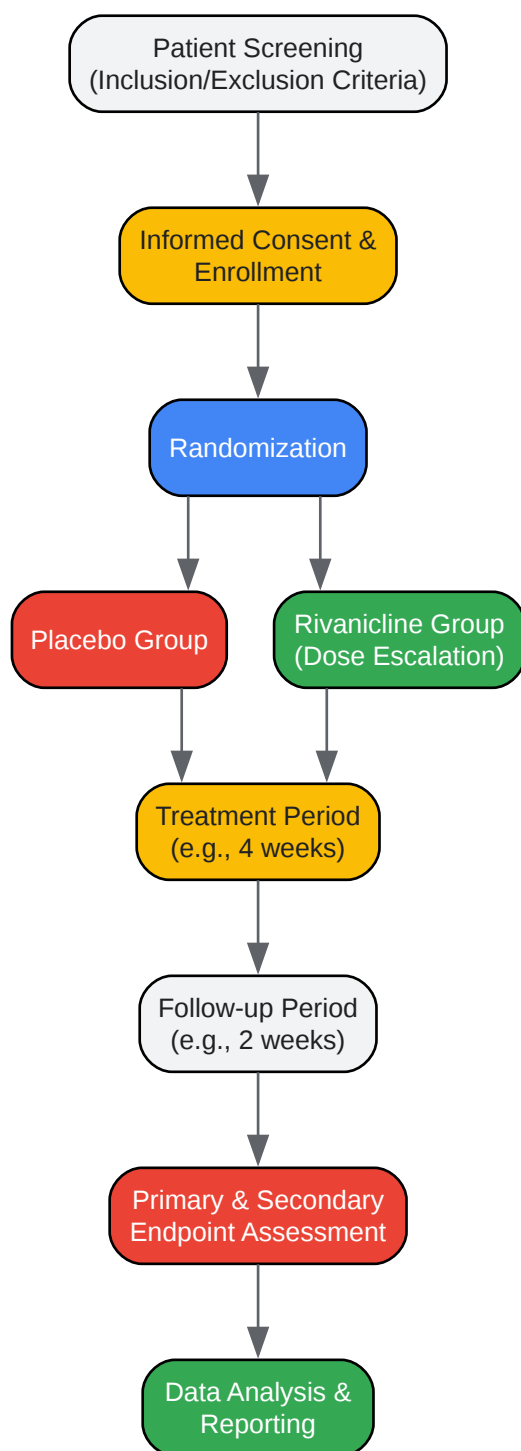 Patient Screening
(Inclusion/Exclusion Criteria)
Informed Consent &
Enrollment
Randomization
Placebo Group
Rivanicline Group
(Dose Escalation)
Treatment Period
(e.g., 4 weeks)
Follow-up Period
(e.g., 2 weeks)
Primary & Secondary
Endpoint Assessment
Data Analysis &
Reporting